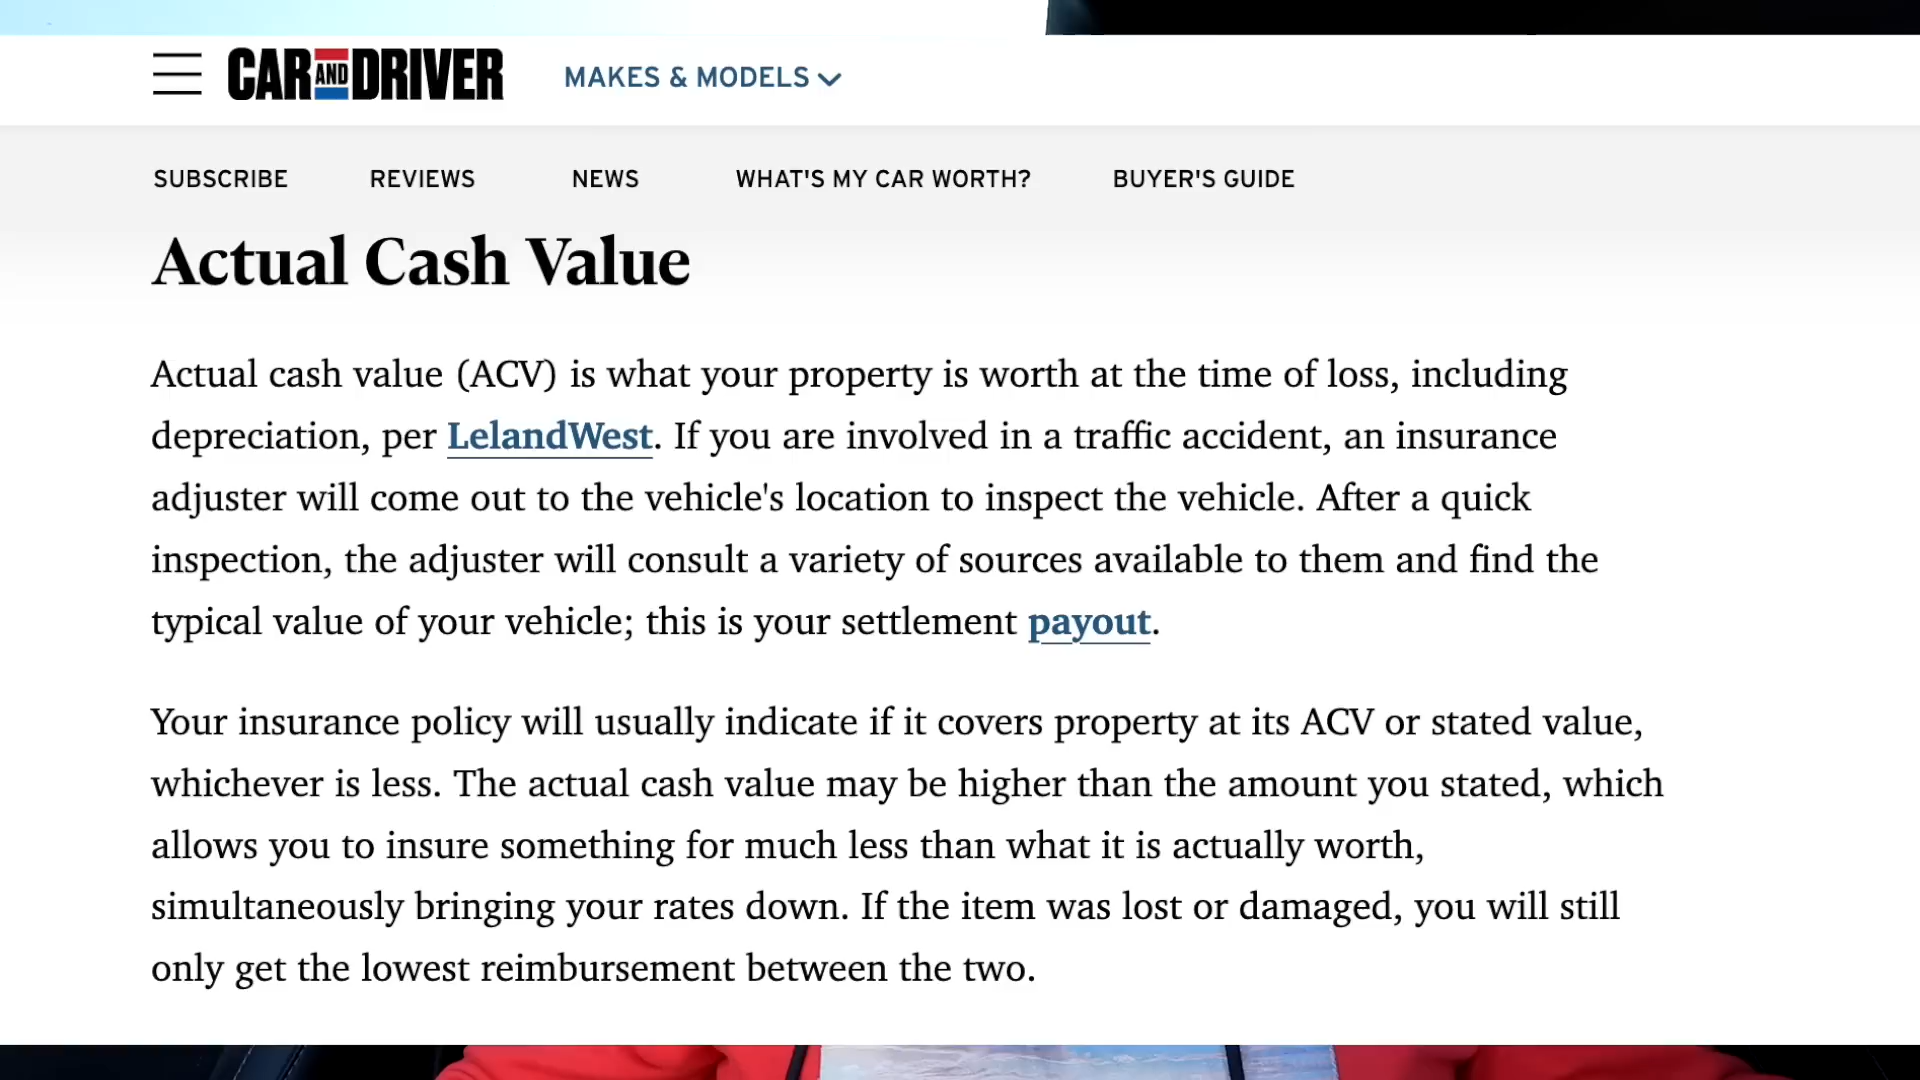 CAR AND DRIVER MAKES & MODELS
SUBSCRIBE REVIEWS NEWS WHAT'S MY CAR WORTH? BUYER'S GUIDE
Actual Cash Value
Actual cash value (ACV) is what your property is worth at the time of loss, including
depreciation, per LelandWest. If you are involved in a traffic accident, an insurance
adjuster will come out to the vehicle's location to inspect the vehicle. After a quick
inspection, the adjuster will consult a variety of sources available to them and find the
typical value of your vehicle; this is your settlement payout.
Your insurance policy will usually indicate if it covers property at its ACV or stated value,
whichever is less. The actual cash value may be higher than the amount you stated, which
allows you to insure something for much less than what it is actually worth,
simultaneously bringing your rates down. If the item was lost or damaged, you will still
only get the lowest reimbursement between the two.